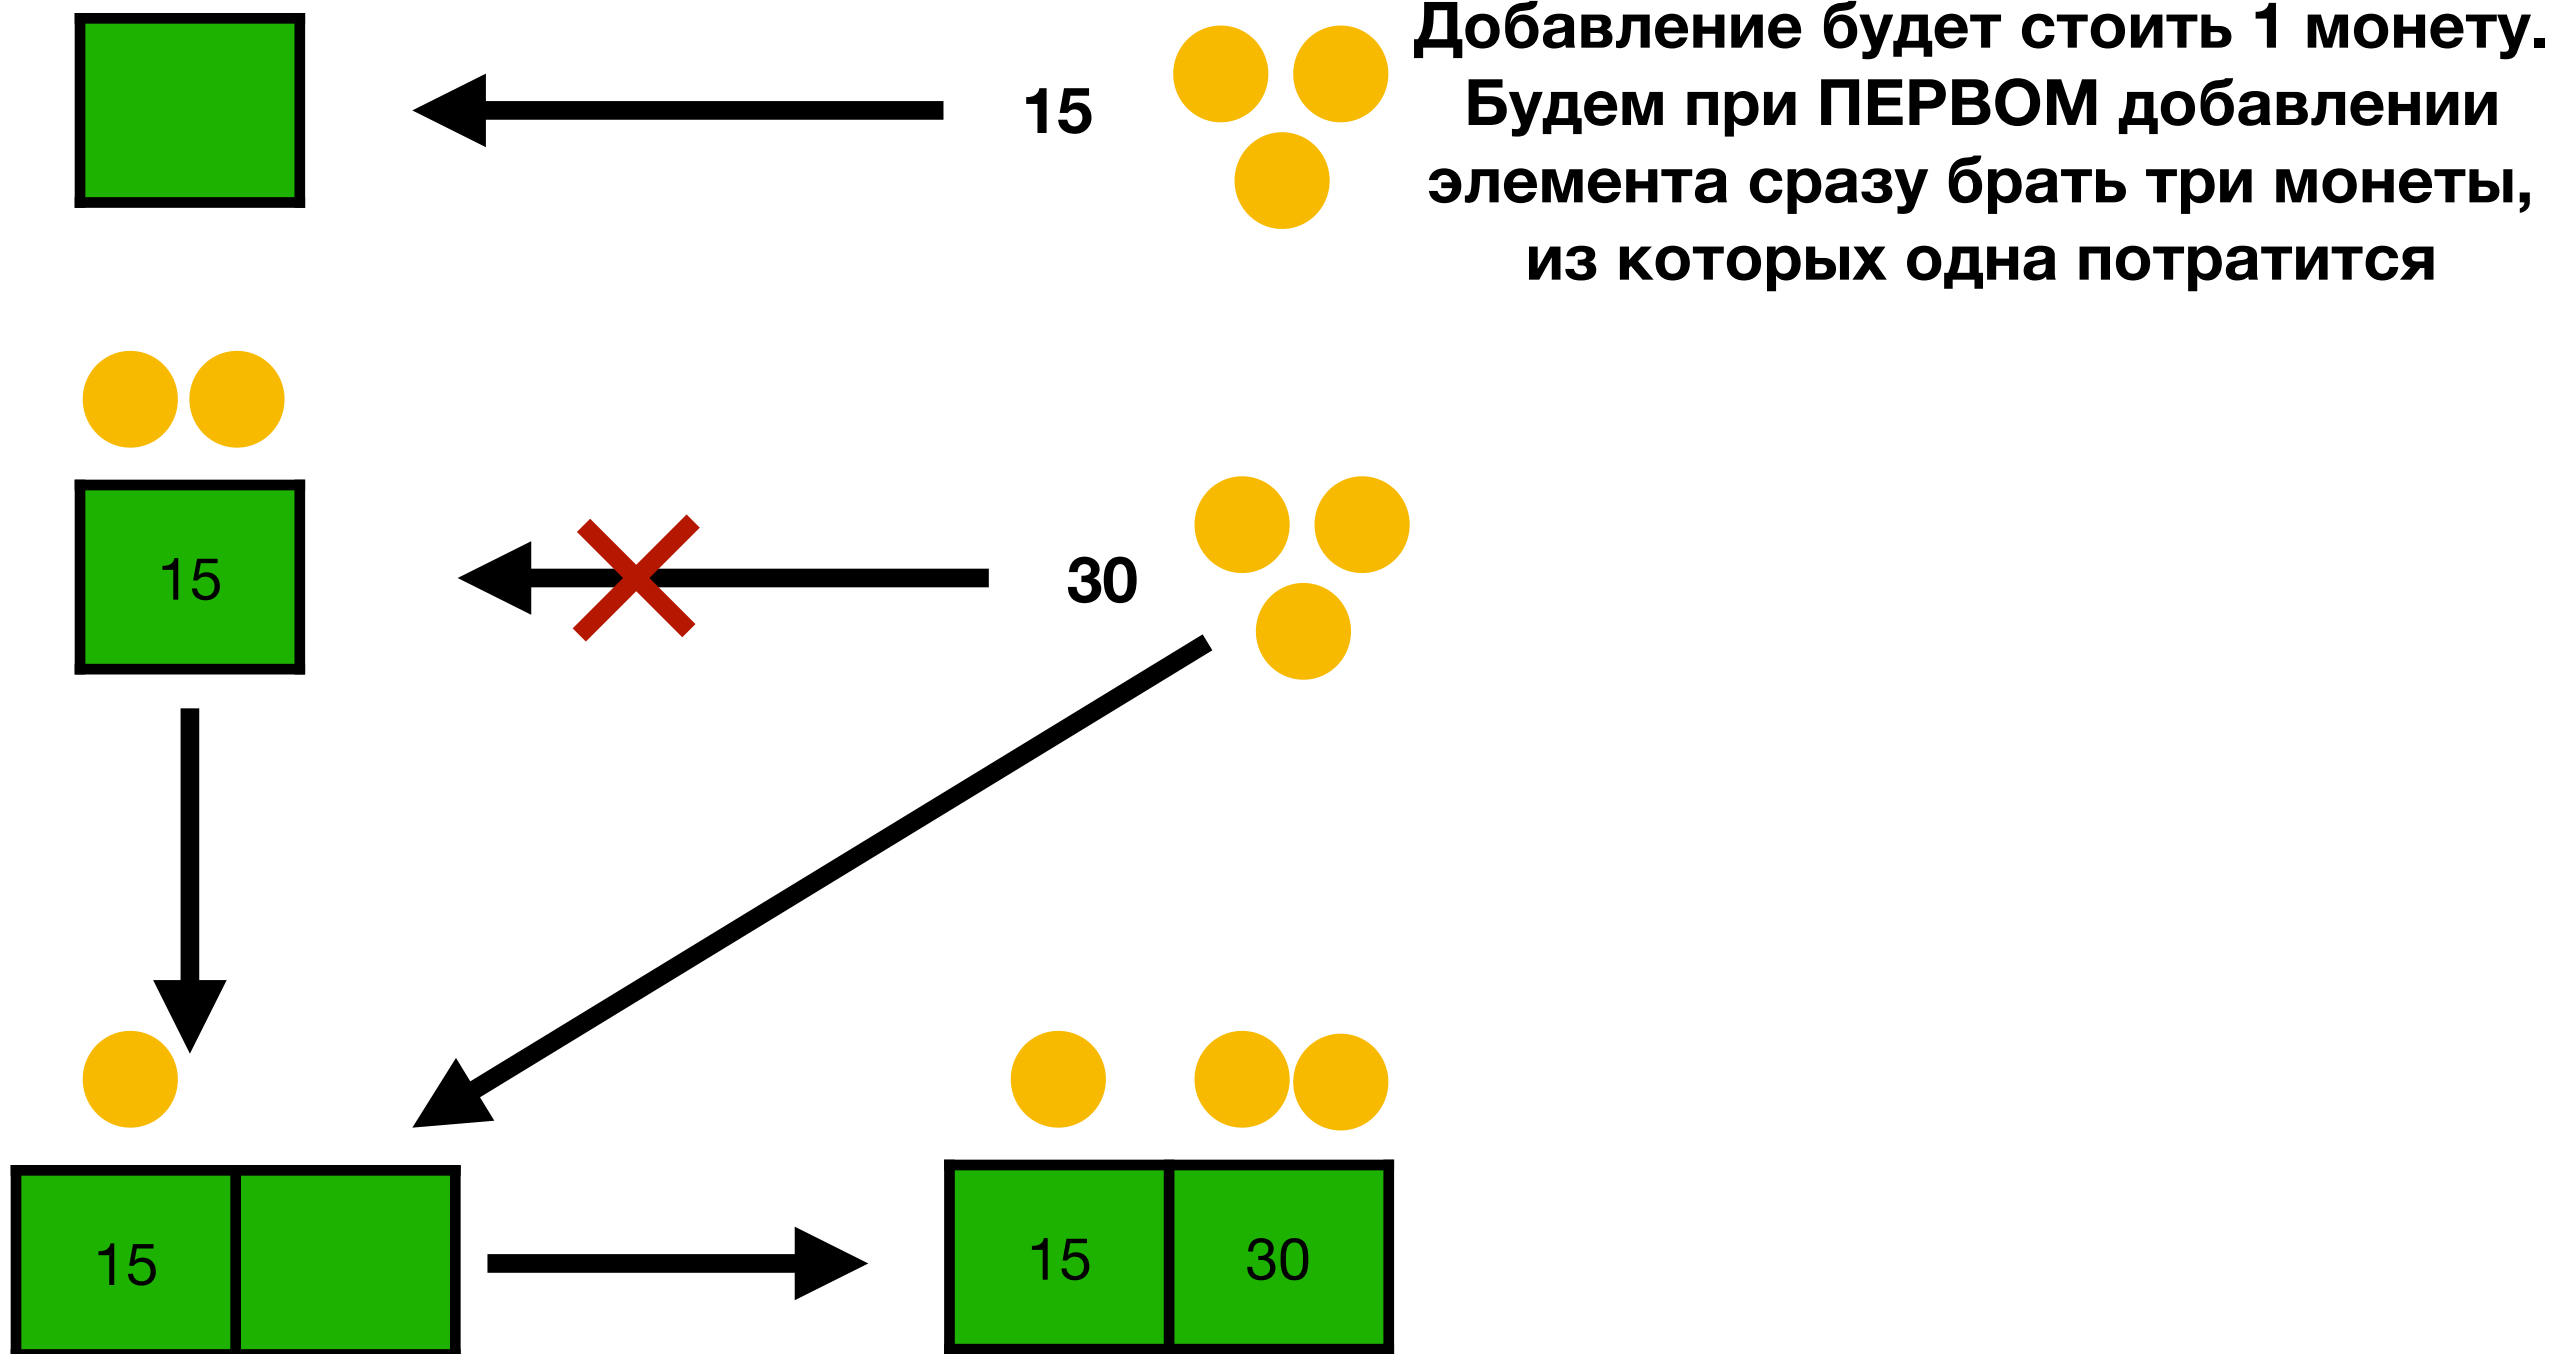 Добавление будет стоить 1 монету.
Будем при ПЕРВОМ добавлении
элемента сразу брать три монеты,
из которых одна потратится
15
15
30
15
15
30